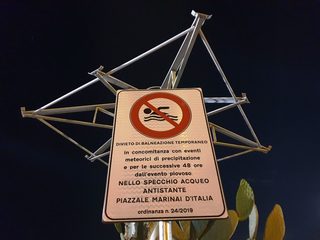 DIVIETO DI BALNEAZIONE TEMPORANEO
In concomitanza con eventi
meteorici di precipitazione
e per le successive 48 ore
dall'evento piovoso
NELLO SPECCHIO ACQUEO
ANTISTANTE
PIAZZALE MARINAI D'ITALIA
ordinanza n. 24/2019